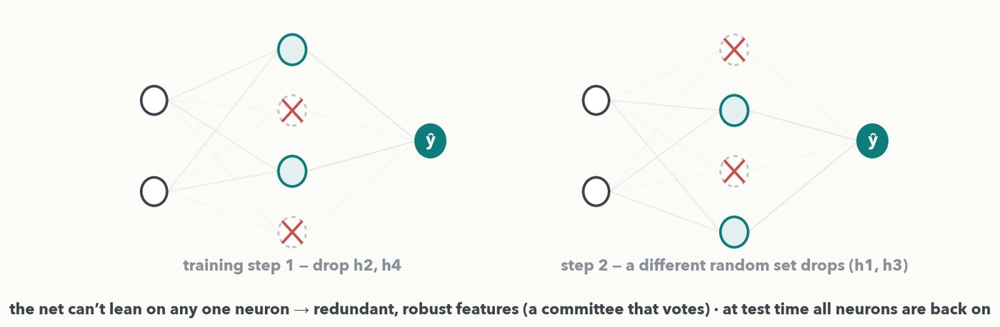 ŷ
ŷ
training step 1 – drop h2, h4
step 2 – a different random set drops (h1, h3)
the net can’t lean on any one neuron → redundant, robust features (a committee that votes) · at test time all neurons are back on